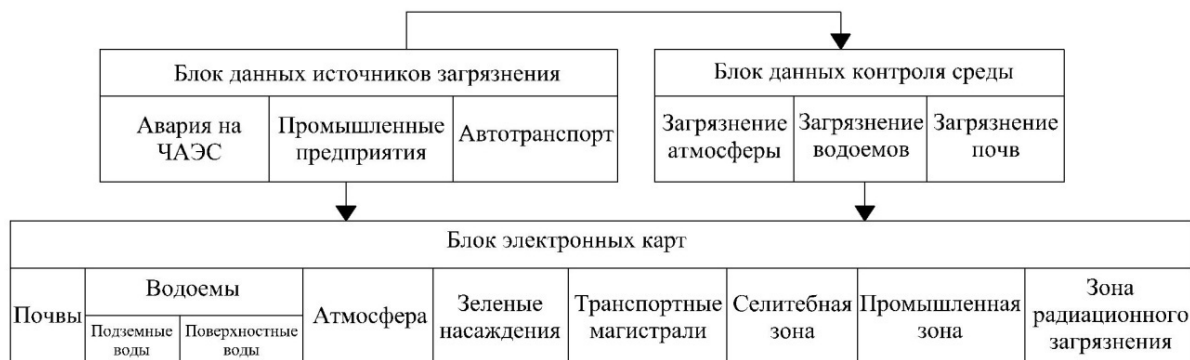 Блок данных источников загрязнения
Авария на
ЧАЭС
Промышленные
предприятия
Автотранспорт
Блок данных контроля среды
Загрязнение
атмосферы
Загрязнение
водоемов
Загрязнение
почв
Блок электронных карт
Почвы
Водоемы
Подземные
воды
Поверхностные
воды
Атмосфера
Зеленые
насаждения
Транспортные
магистрали
Селитебная
зона
Промышленная
зона
Зона
радиационного
загрязнения